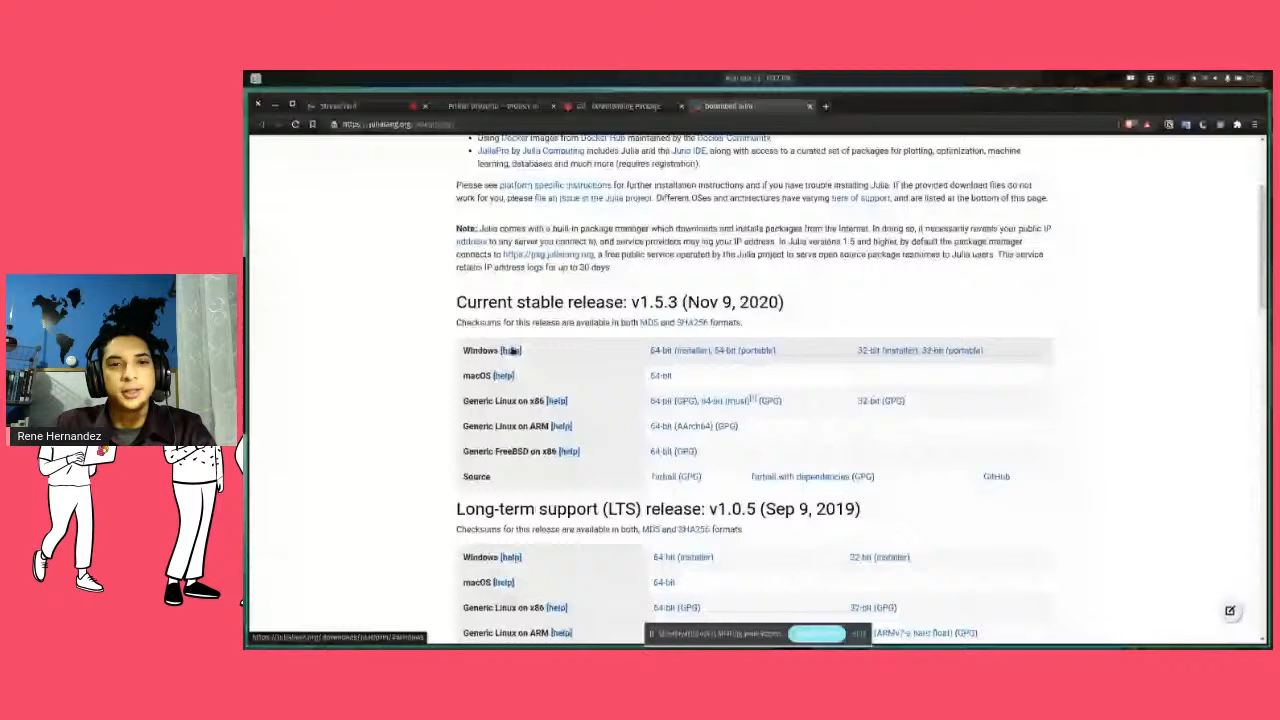 Download Julia
https://julialang.org
Using Docker images from Docker Hub maintained by the Docker Community.
JuliaPro by Julia Computing includes Julia and the Juno IDE, along with access to a curated set of packages for plotting, optimization, machine
learning, databases and much more (requires registration).
Please see platform specific instructions for further installation instructions and if you have trouble installing Julia. If the provided download files do not
work for you, please file an issue in the Julia project. Different OSes and architectures have varying tiers of support, and are listed at the bottom of this page.
Note: Julia comes with a built-in package manager which downloads and installs packages from the Internet. In doing so, it necessarily reveals your public IP
address to any server you connect to, and service providers may log your IP address. In Julia versions 1.5 and higher, by default the package manager
connects to https://pkg.julialang.org, a free public service operated by the Julia project to serve open source package resources to Julia users. This service
retains IP address logs for up to 30 days
Current stable release: v1.5.3 (Nov 9, 2020)
Checksums for this release are available in both MD5 and SHA256 formats.
Windows [help] 64-bit (installer), 64-bit (portable) 32-bit (installer), 32-bit (portable)
macOS [help] 64-bit
Generic Linux on x86 [help] 64-bit (GPG), 64-bit (musl)[1] (GPG) 32-bit (GPG)
Generic Linux on ARM [help] 64-bit (AArch64) (GPG)
Generic FreeBSD on x86 [help] 64-bit (GPG)
Source Tarball (GPG) Tarball with dependencies (GPG) GitHub
Long-term support (LTS) release: v1.0.5 (Sep 9, 2019)
Checksums for this release are available in both MD5 and SHA256 formats
Windows [help] 64-bit (installer) 32-bit (installer)
macOS [help] 64-bit
Generic Linux on x86 [help] 64-bit (GPG) 32-bit (GPG)
Generic Linux on ARM [help] (ARMv7-a hard float) (GPG)
Rene Hernandez